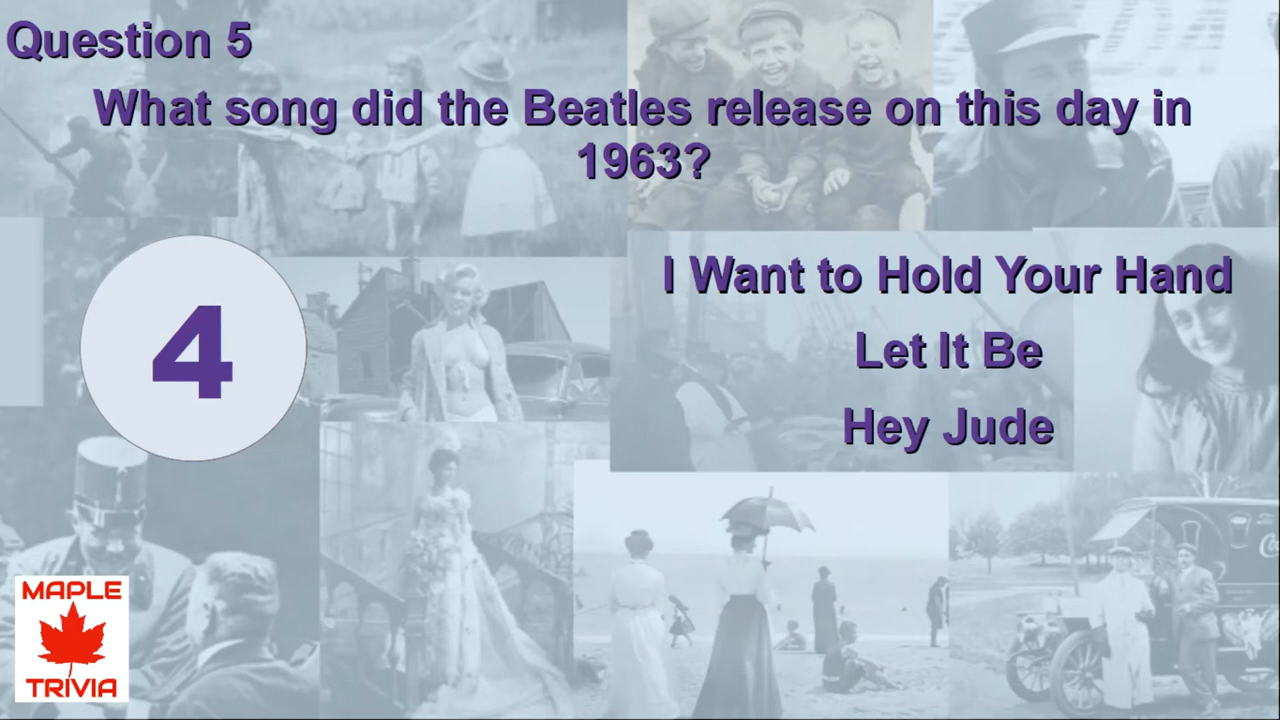 Question 5
What song did the Beatles release on this day in
1963?
4
I Want to Hold Your Hand
Let It Be
Hey Jude
MAPLE
TRIVIA